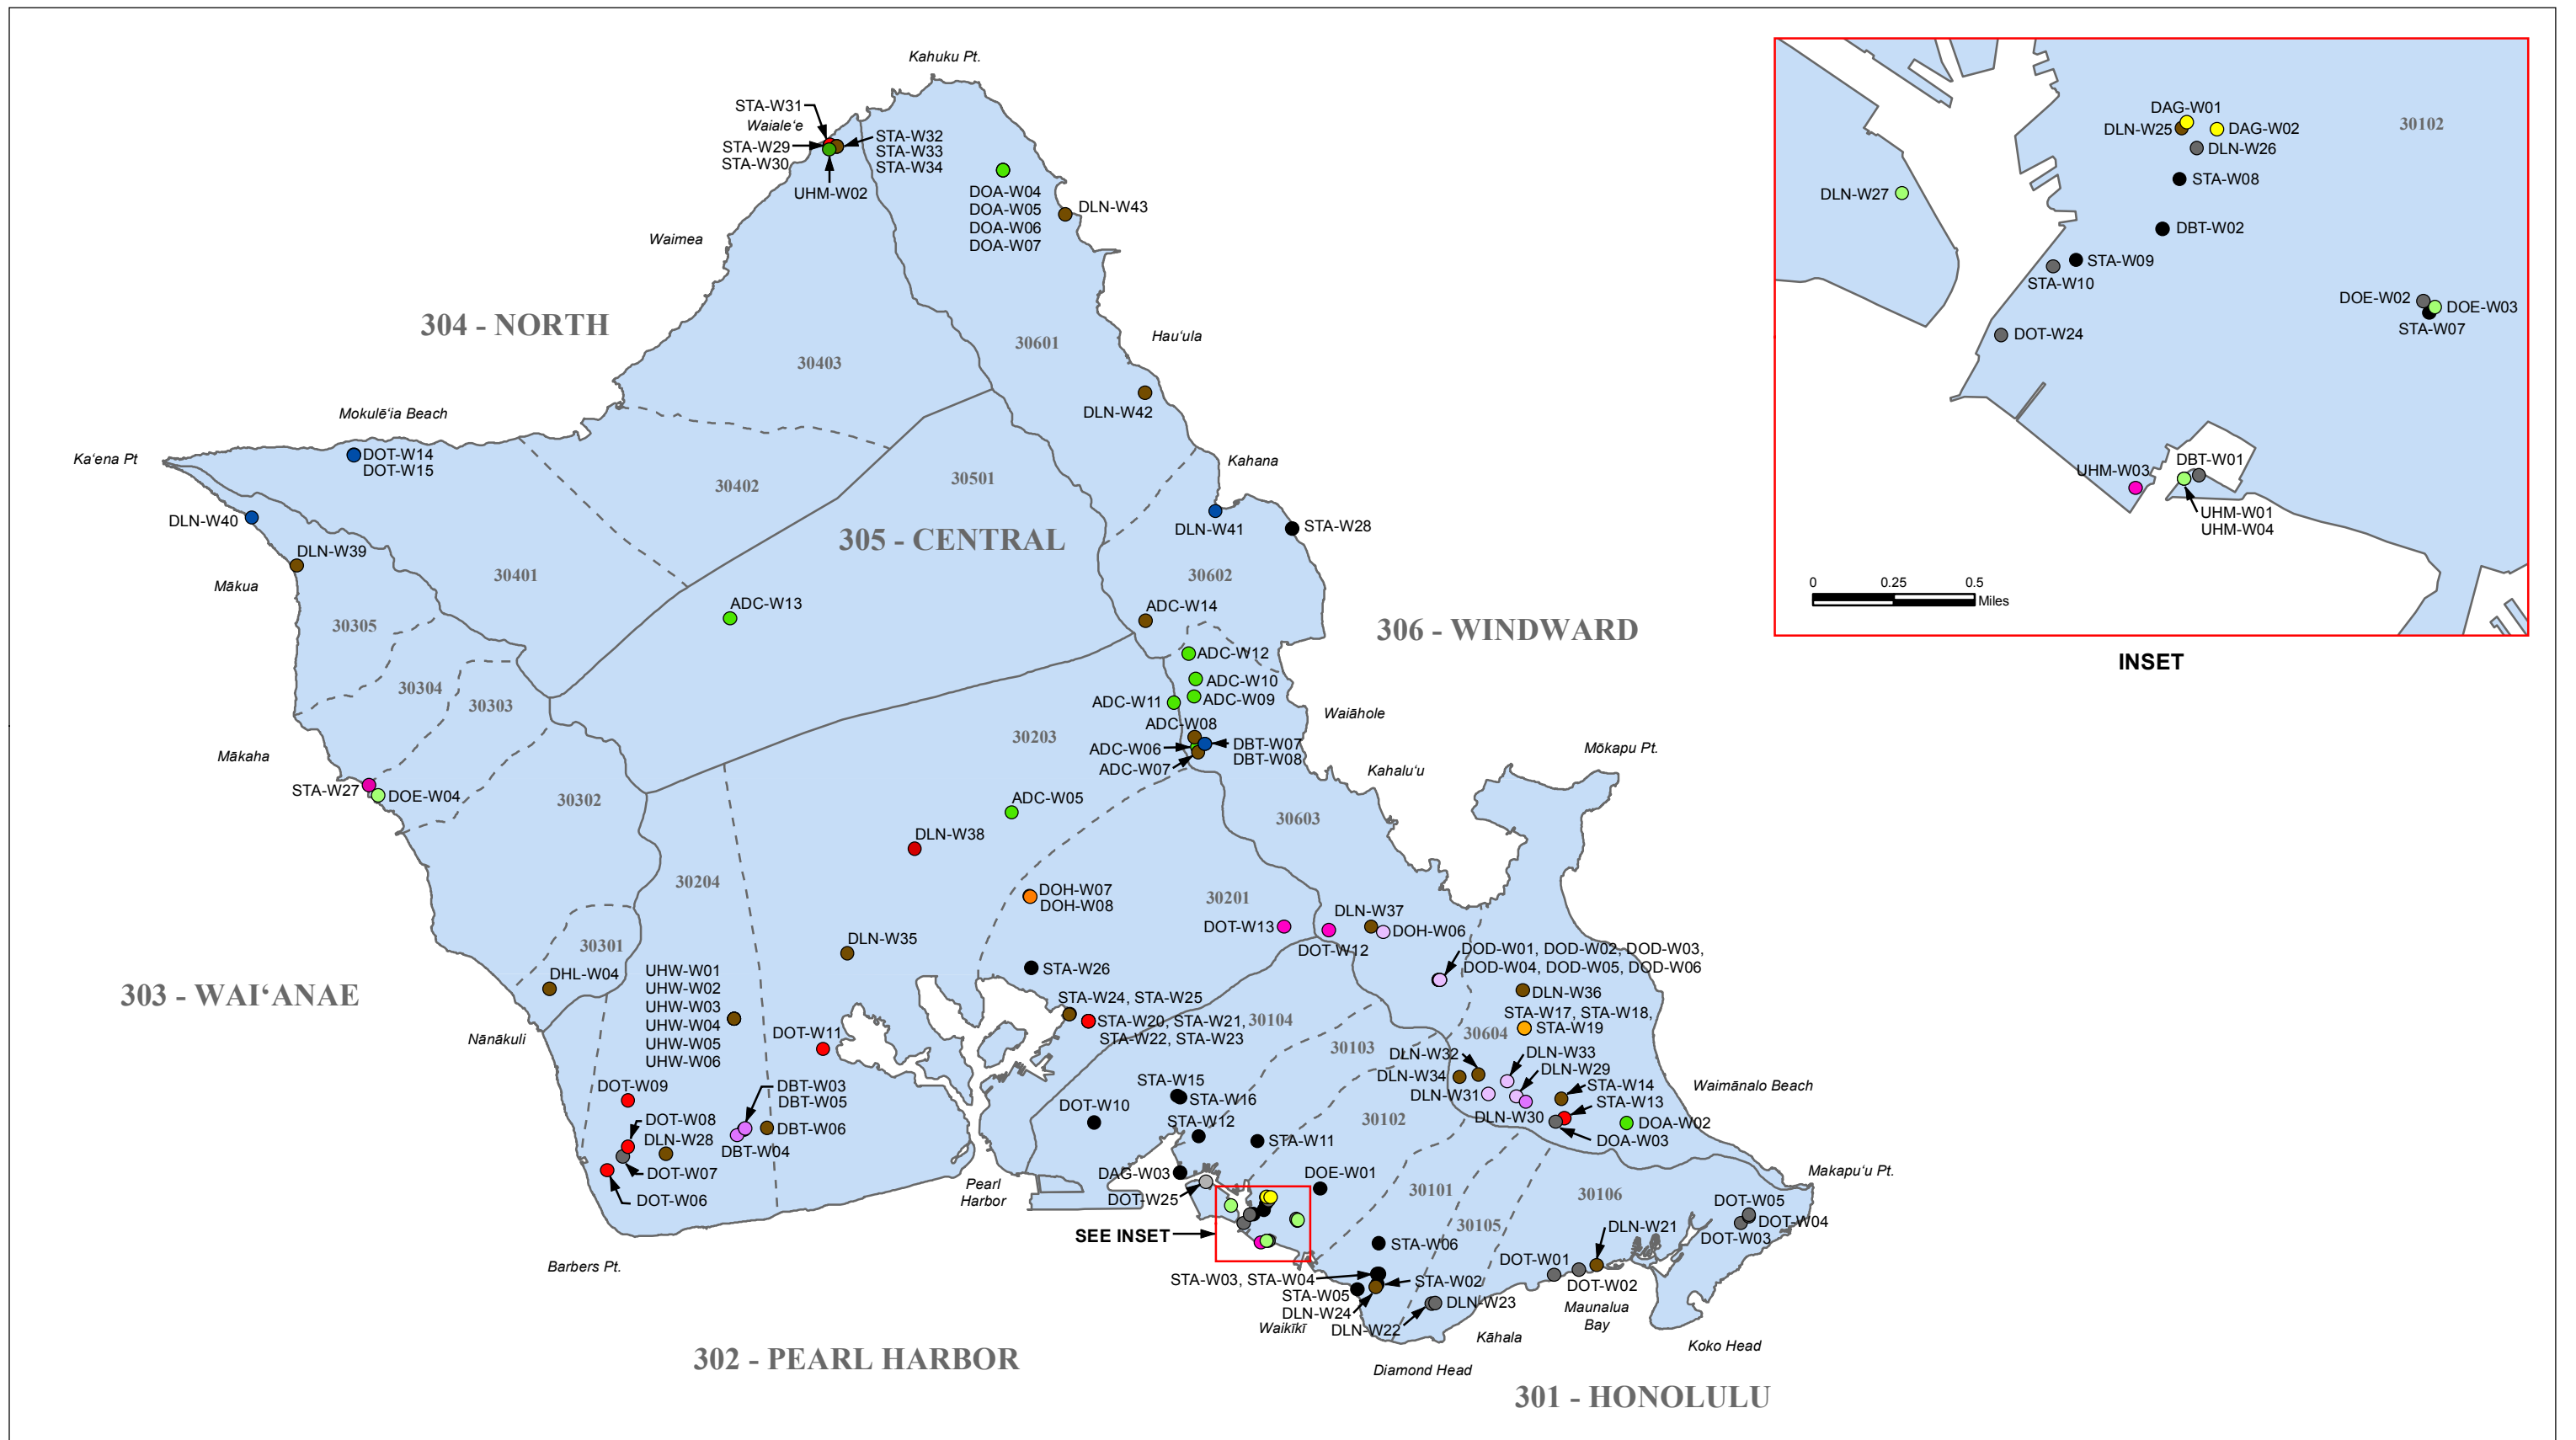 Kahuku Pt.
STA-W31
Waiale‘e
STA-W29
STA-W30
STA-W32
STA-W33
STA-W34
UHM-W02
DOA-W04
DOA-W05
DOA-W06
DOA-W07
DLN-W43
Waimea
304 - NORTH
30403
30601
Hau‘ula
DLN-W42
Mokulē‘ia Beach
Ka‘ena Pt
DOT-W14
DOT-W15
30402
30501
Kahana
DLN-W40
DLN-W41
STA-W28
305 - CENTRAL
DLN-W39
Mākua
30401
30602
ADC-W13
ADC-W14
30305
306 - WINDWARD
ADC-W12
ADC-W10
ADC-W09
ADC-W11
30304
30303
Waiāhole
ADC-W08
ADC-W06
ADC-W07
DBT-W07
DBT-W08
30203
Mākaha
Mōkapu Pt.
Kahalu‘u
STA-W27
DOE-W04
30302
ADC-W05
30603
DLN-W38
30204
DOH-W07
DOH-W08
30201
DOT-W13
DOT-W12
DLN-W37
DOH-W06
30301
DLN-W35
DOD-W01, DOD-W02, DOD-W03,
DOD-W04, DOD-W05, DOD-W06
STA-W26
DHL-W04
UHW-W01
UHW-W02
UHW-W03
UHW-W04
UHW-W05
UHW-W06
303 - WAI‘ANAE
DLN-W36
STA-W24, STA-W25
STA-W20, STA-W21,
STA-W22, STA-W23
30104
STA-W17, STA-W18,
STA-W19
Nānākuli
DOT-W11
30103
30604
DLN-W32
DLN-W33
DLN-W34
DLN-W29
DLN-W31
DLN-W30
STA-W14
STA-W13
Waimānalo Beach
DOT-W09
DBT-W03
DBT-W05
STA-W15
STA-W16
DOT-W10
DOT-W08
DLN-W28
DBT-W06
DBT-W04
STA-W12
30102
STA-W11
DOA-W02
DOA-W03
DOT-W07
DOT-W06
DAG-W03
DOE-W01
DOT-W25
Pearl
Harbor
30101
30106
Makapu‘u Pt.
DOT-W05
DOT-W04
DOT-W03
SEE INSET
STA-W06
30105
DLN-W21
DOT-W01
DOT-W02
Barbers Pt.
STA-W03, STA-W04
STA-W02
STA-W05
DLN-W24
DLN-W23
DLN-W22
Waikīkī
Maunalua
Bay
Kāhala
Koko Head
302 - PEARL HARBOR
Diamond Head
301 - HONOLULU
DAG-W01
DLN-W25
DAG-W02
30102
DLN-W26
STA-W08
DLN-W27
DBT-W02
STA-W09
STA-W10
DOE-W02
DOE-W03
STA-W07
DOT-W24
UHM-W03
DBT-W01
UHM-W01
UHM-W04
0 0.25 0.5
Miles
INSET